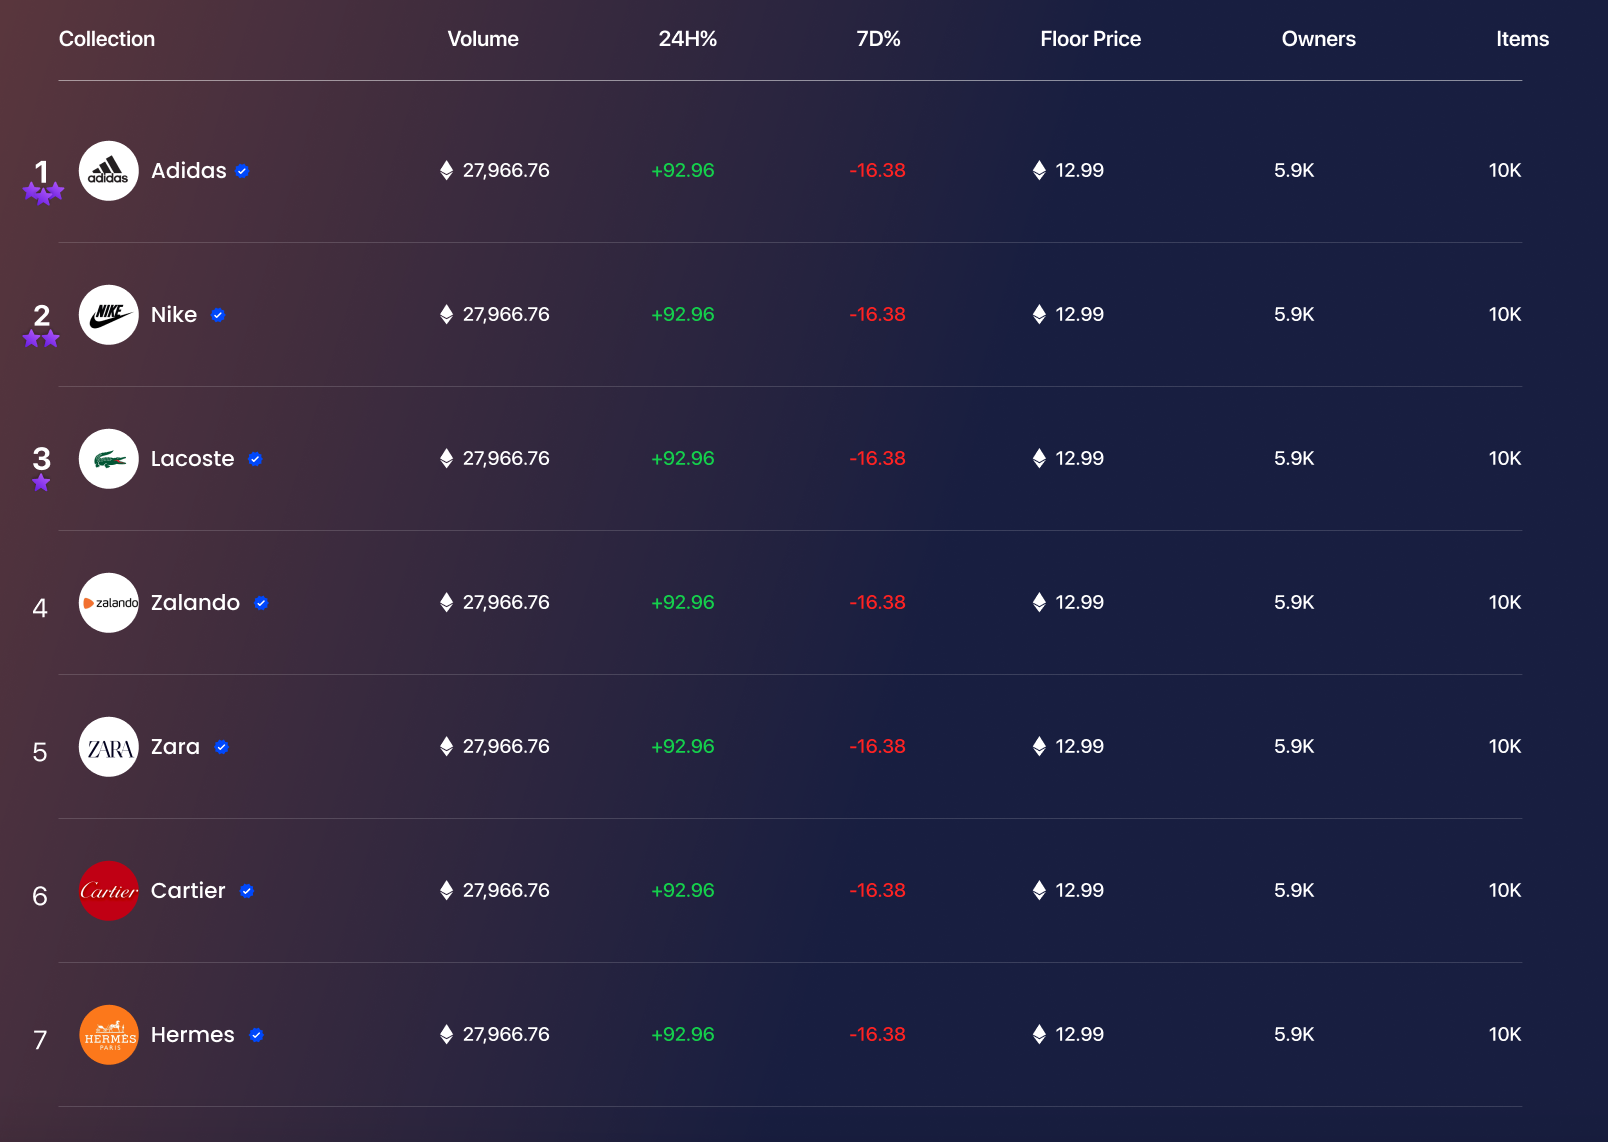 Collection Volume 24H% 7D% Floor Price Owners Items
1 adidas Adidas 27,966.76 +92.96 -16.38 12.99 5.9K 10K
2 NIKE Nike 27,966.76 +92.96 -16.38 12.99 5.9K 10K
3 Lacoste 27,966.76 +92.96 -16.38 12.99 5.9K 10K
4 zalando Zalando 27,966.76 +92.96 -16.38 12.99 5.9K 10K
5 ZARA Zara 27,966.76 +92.96 -16.38 12.99 5.9K 10K
6 Cartier Cartier 27,966.76 +92.96 -16.38 12.99 5.9K 10K
7 HERMÈS PARIS Hermes 27,966.76 +92.96 -16.38 12.99 5.9K 10K